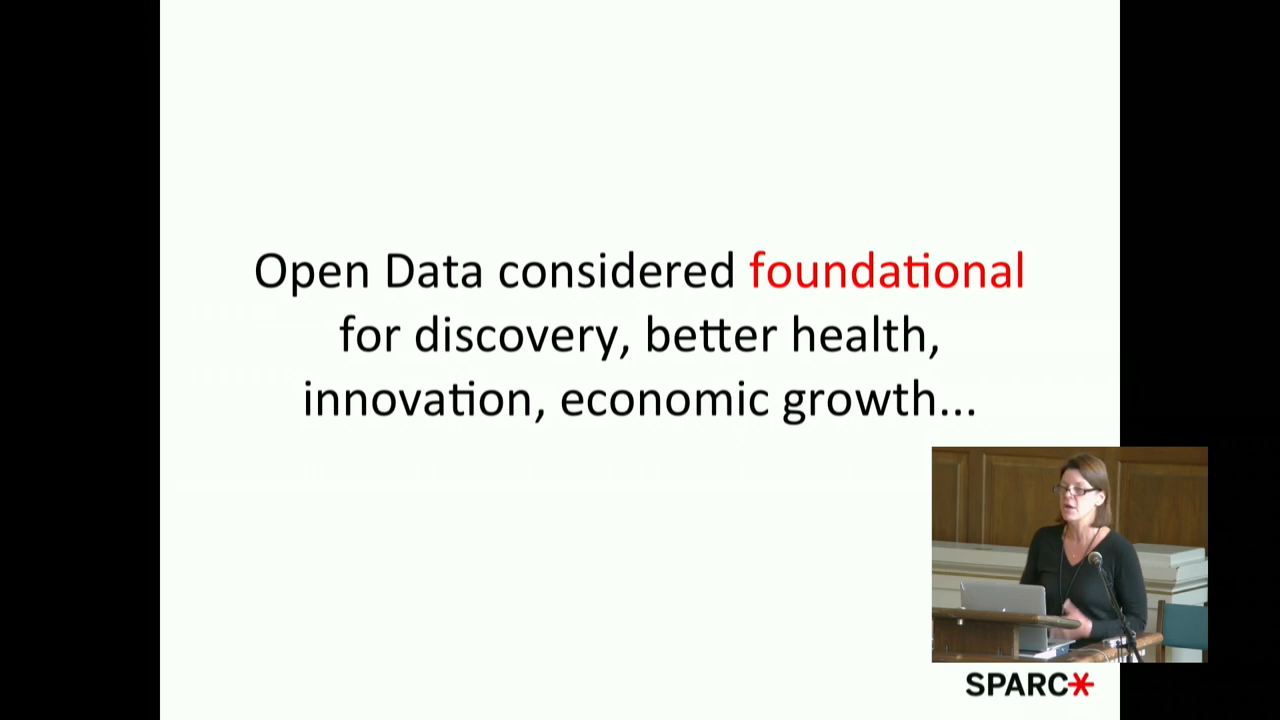 Open Data considered foundational
for discovery, better health,
innovation, economic growth...
SPARC